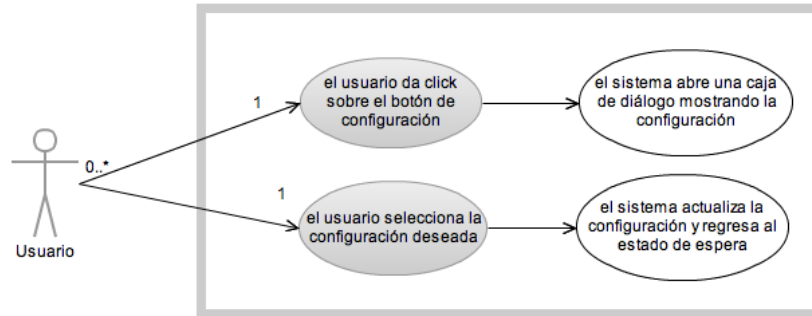 el usuario da click
sobre el botón de
configuración
el sistema abre una caja
de diálogo mostrando la
configuración
1
0..*
1
el usuario selecciona la
configuración deseada
el sistema actualiza la
configuración y regresa al
estado de espera
Usuario